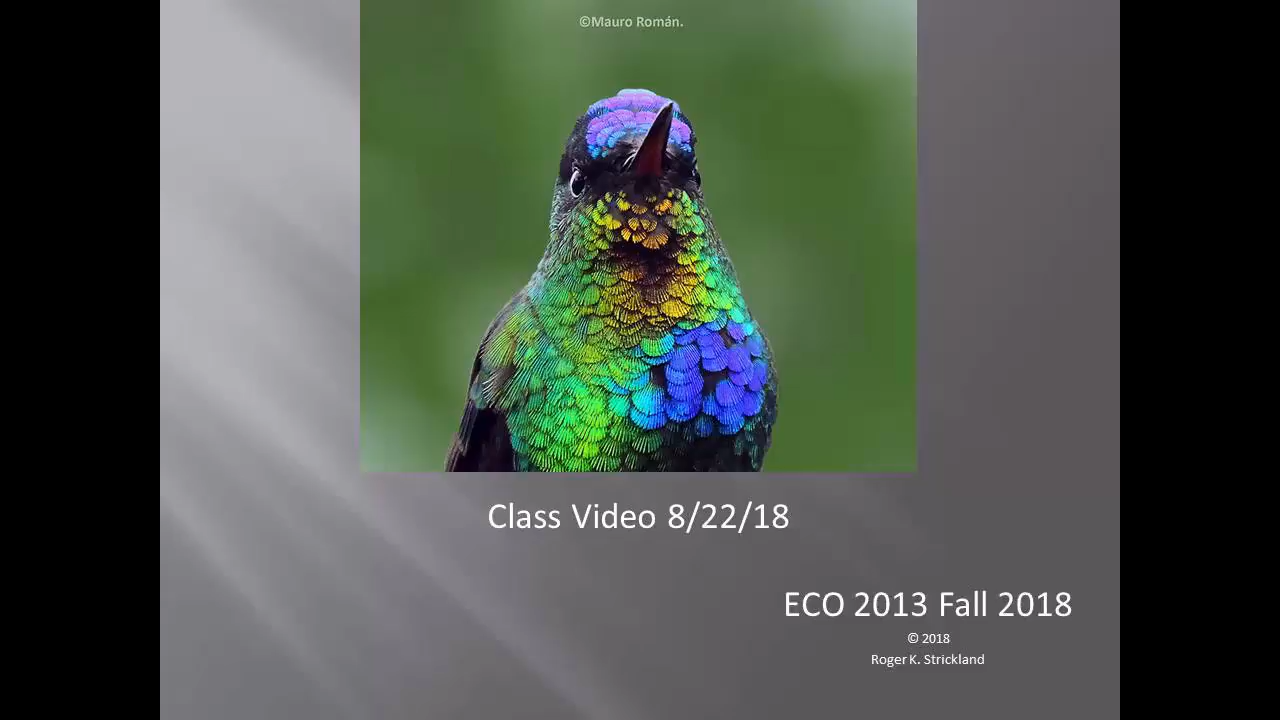 ©Mauro Román.
Class Video 8/22/18
ECO 2013 Fall 2018
© 2018
Roger K. Strickland